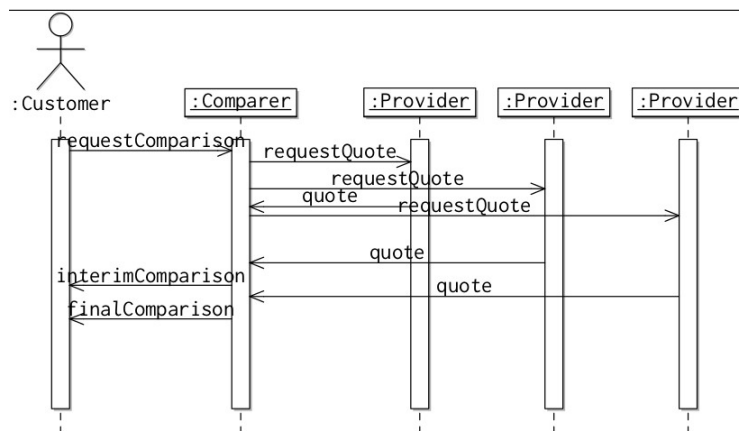 :Customer
:Comparer
:Provider
:Provider
:Provider
requestComparison
requestQuote
requestQuote
quote
requestQuote
quote
interimComparison
quote
finalComparison